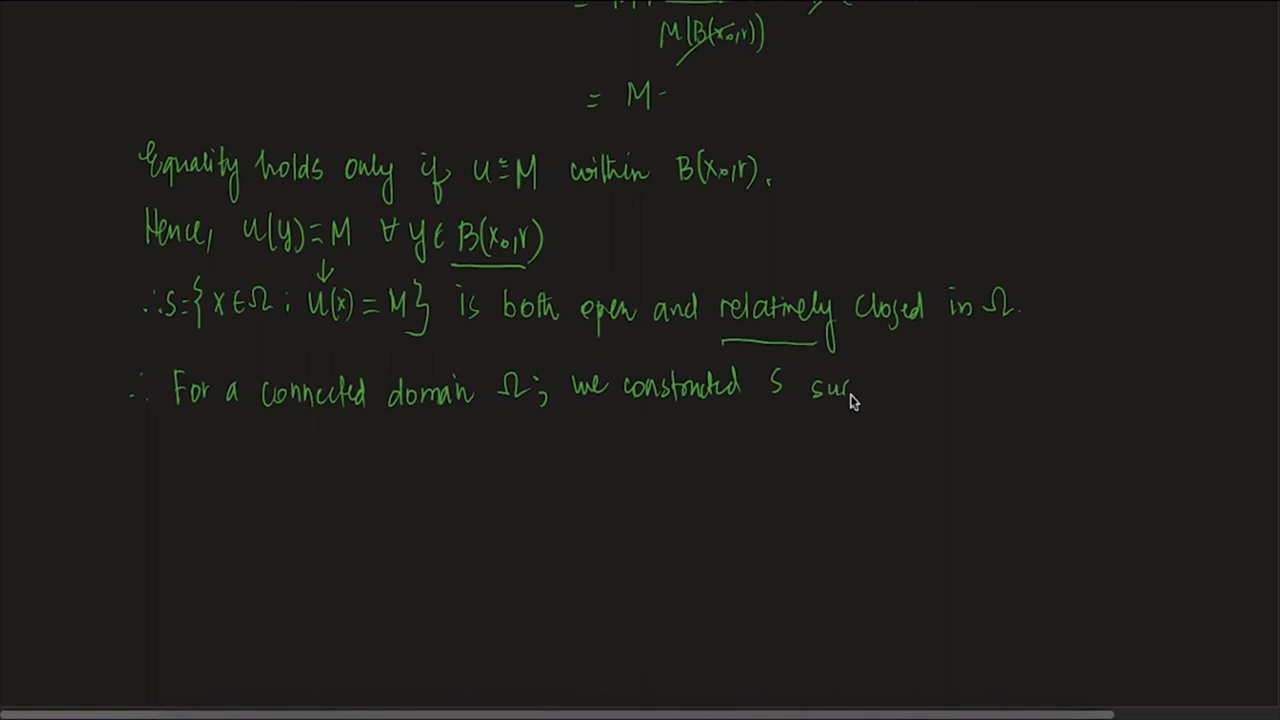 M(B(x₀,r))
= M.
Equality holds only if, u ≡ M within B(x₀,r).
Hence, u(y) = M ∀ y ∈ B(x₀,r)
∴ S = {x ∈ Ω : u(x) = M} is both open and relatively closed in Ω.
∴ For a connected domain Ω; we constructed S suc